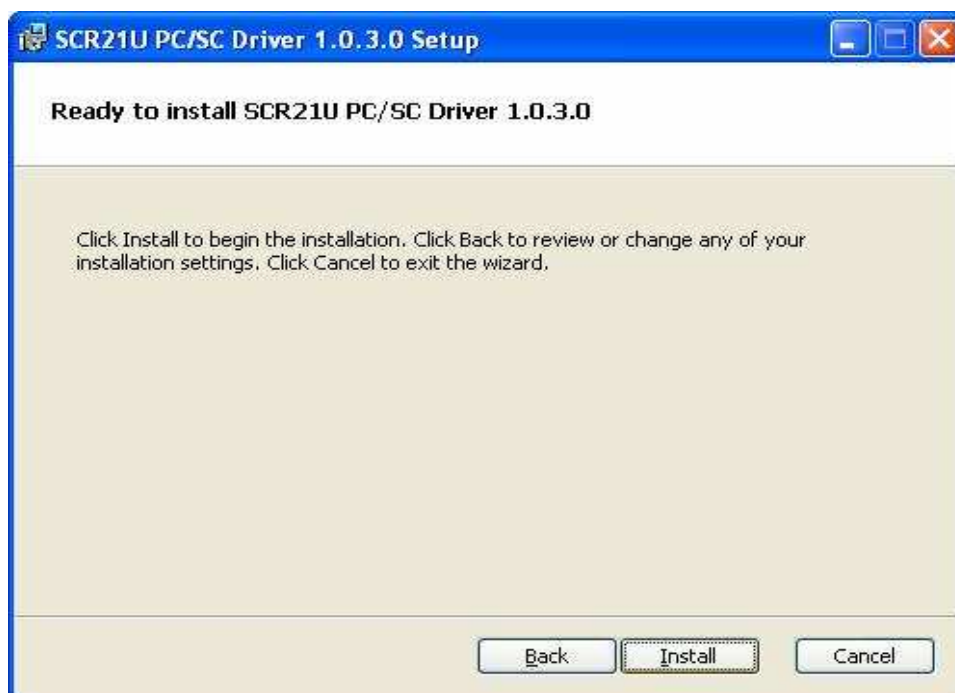 SCR21U PC/SC Driver 1.0.3.0 Setup
Ready to install SCR21U PC/SC Driver 1.0.3.0
Click Install to begin the installation. Click Back to review or change any of your
installation settings. Click Cancel to exit the wizard.
Back Install Cancel